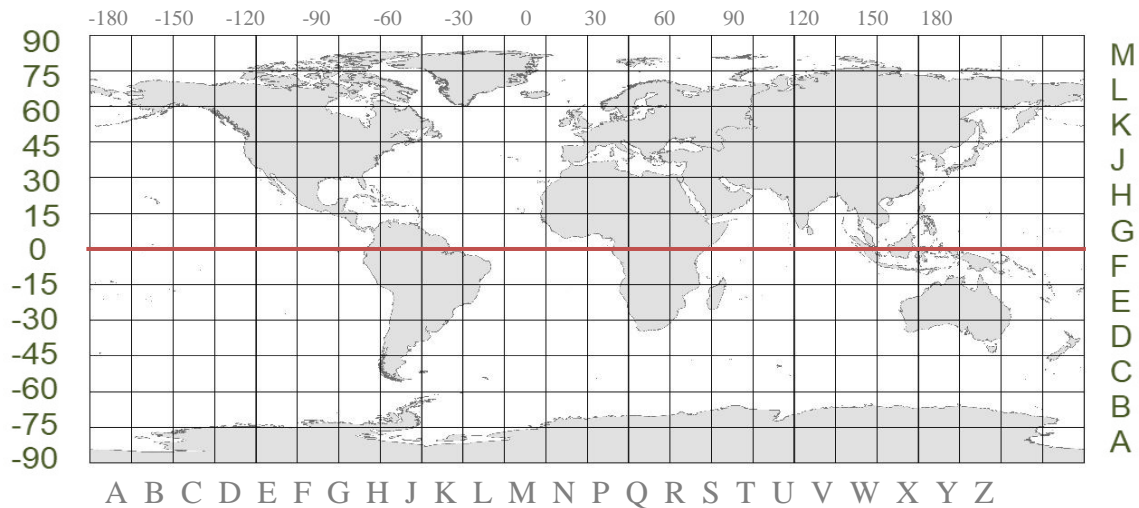 -180 -150 -120 -90 -60 -30 0 30 60 90 120 150 180
90
M
75
L
60
K
45
J
30
H
15
G
0
F
-15
E
-30
D
-45
C
-60
B
-75
A
-90
A B C D E F G H J K L M N P Q R S T U V W X Y Z